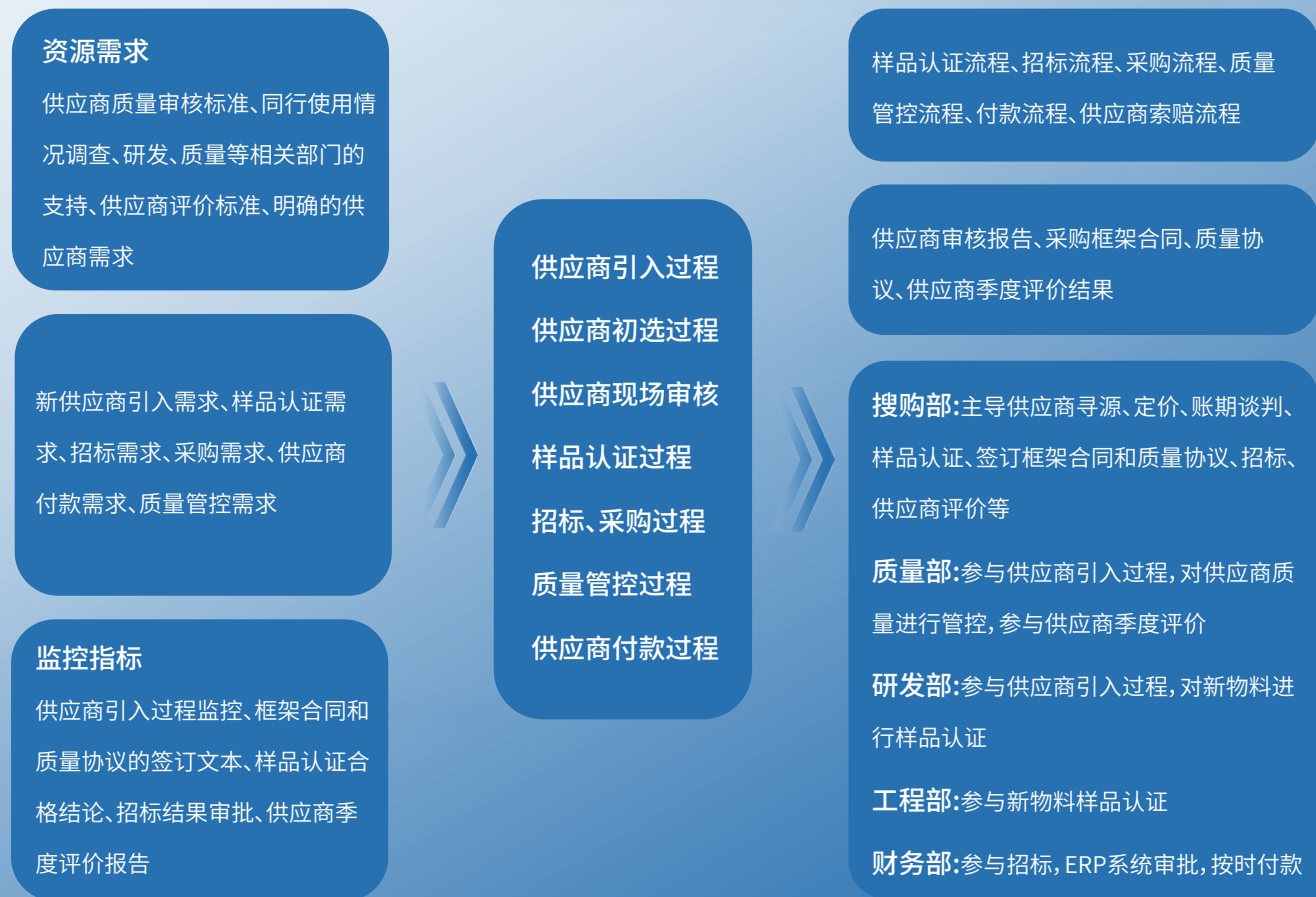 资源需求
供应商质量审核标准、同行使用情
况调查、研发、质量等相关部门的
支持、供应商评价标准、明确的供
应商需求
新供应商引入需求、样品认证需
求、招标需求、采购需求、供应商
付款需求、质量管控需求
监控指标
供应商引入过程监控、框架合同和
质量协议的签订文本、样品认证合
格结论、招标结果审批、供应商季
度评价报告
供应商引入过程
供应商初选过程
供应商现场审核
样品认证过程
招标、采购过程
质量管控过程
供应商付款过程
样品认证流程、招标流程、采购流程、质量
管控流程、付款流程、供应商索赔流程
供应商审核报告、采购框架合同、质量协
议、供应商季度评价结果
搜购部:主导供应商寻源、定价、账期谈判、
样品认证、签订框架合同和质量协议、招标、
供应商评价等
质量部:参与供应商引入过程,对供应商质
量进行管控,参与供应商季度评价
研发部:参与供应商引入过程,对新物料进
行样品认证
工程部:参与新物料样品认证
财务部:参与招标,ERP系统审批,按时付款